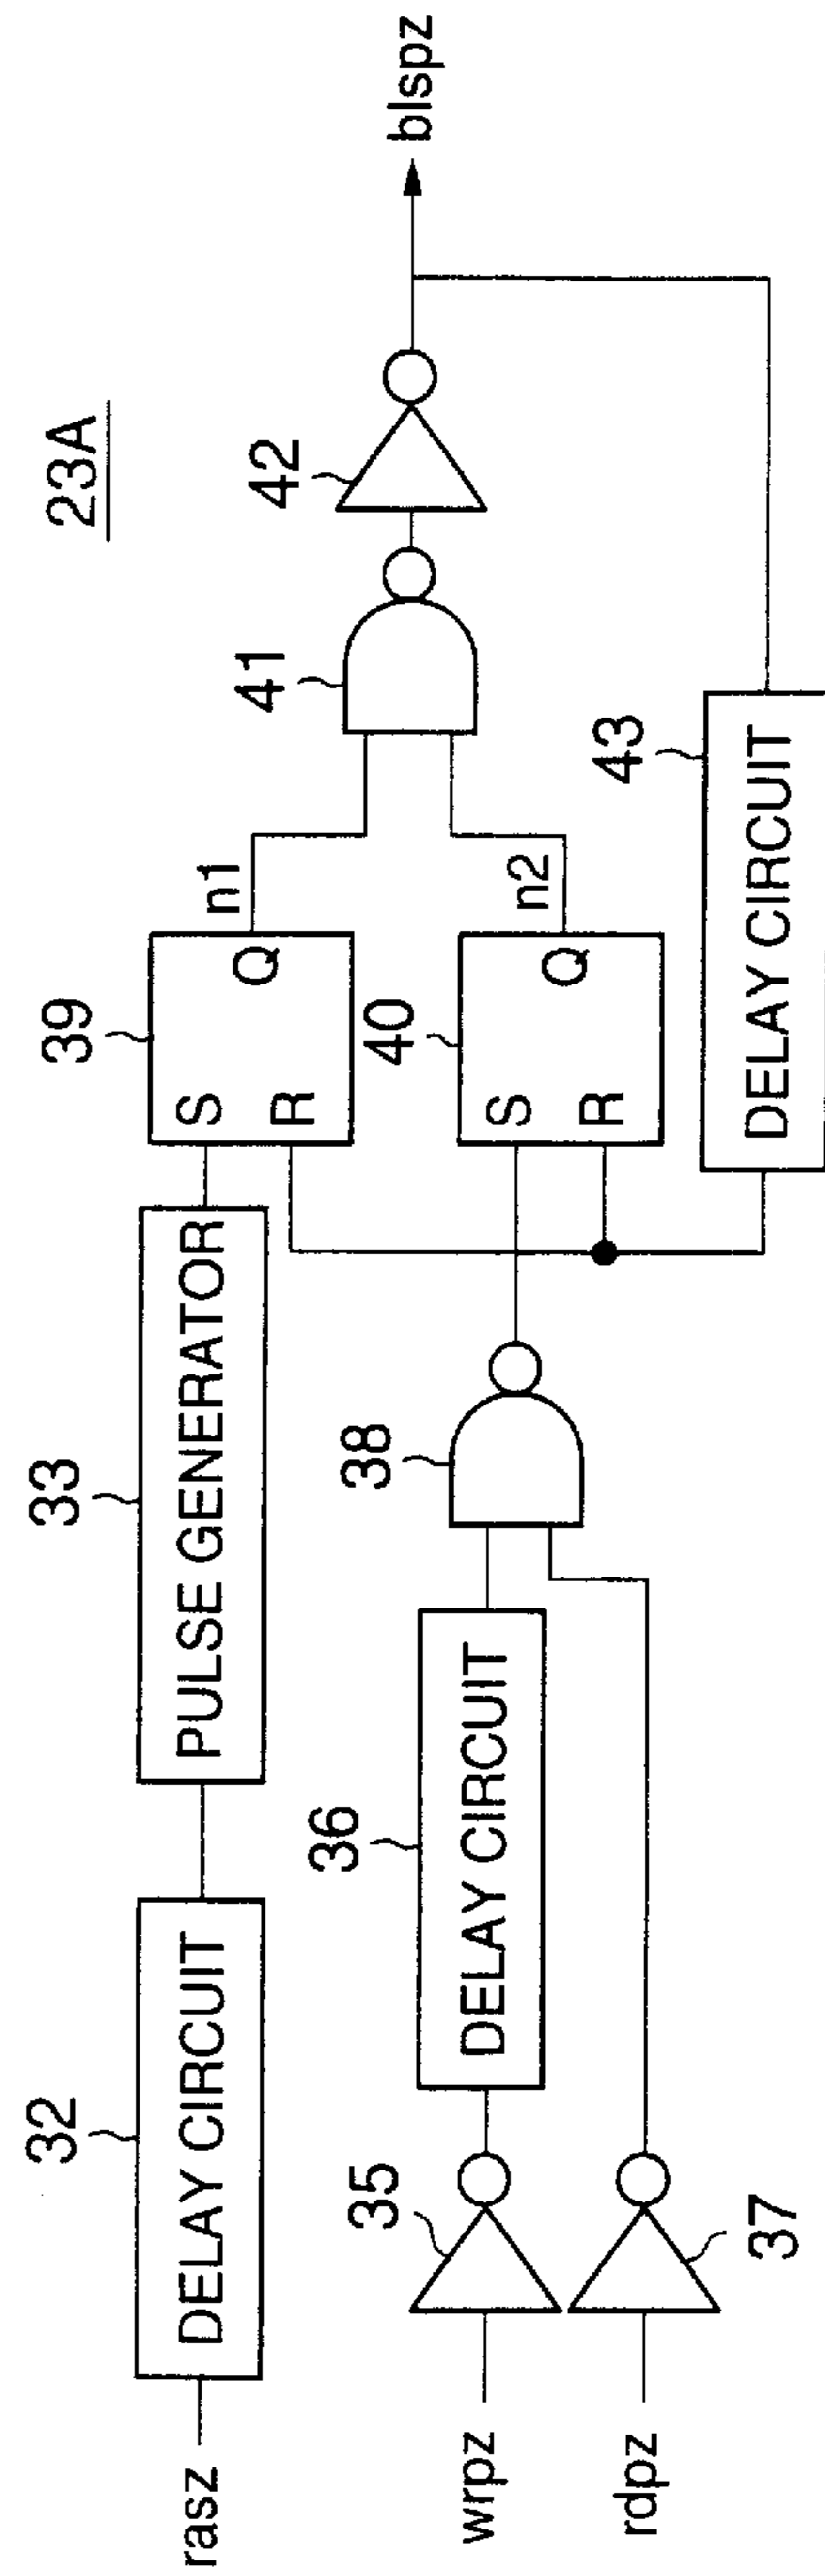 23A
rasz
32
DELAY CIRCUIT
33
PULSE GENERATOR
39
S
R
Q
n1
41
42
blspz
wrpz
35
36
DELAY CIRCUIT
38
40
S
R
Q
n2
rdpz
37
43
DELAY CIRCUIT